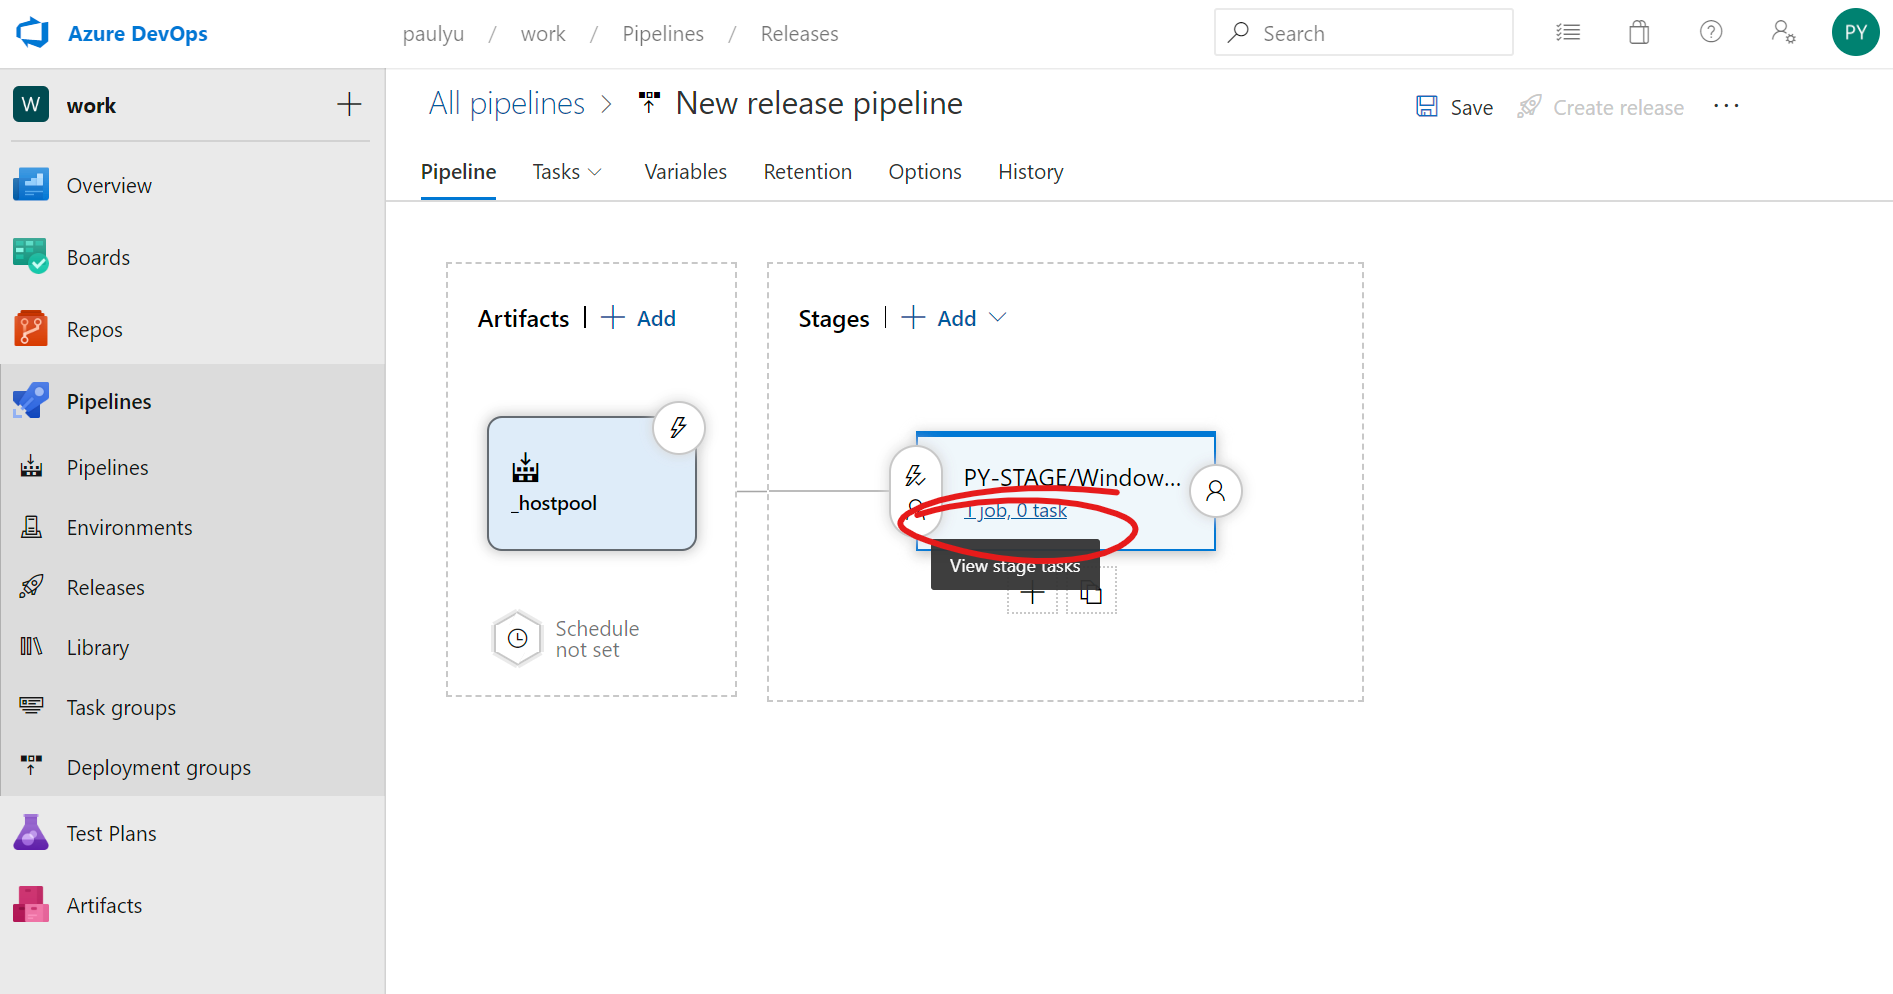 Azure DevOps
paulyu / work / Pipelines / Releases
Search
PY
W work
All pipelines > New release pipeline
Save
Create release
...
Pipeline
Tasks
Variables
Retention
Options
History
Overview
Boards
Repos
Pipelines
Pipelines
Environments
Releases
Library
Task groups
Deployment groups
Test Plans
Artifacts
Artifacts | + Add
_hostpool
Schedule
not set
Stages | + Add
PY-STAGE/Window...
1 job, 0 task
View stage tasks